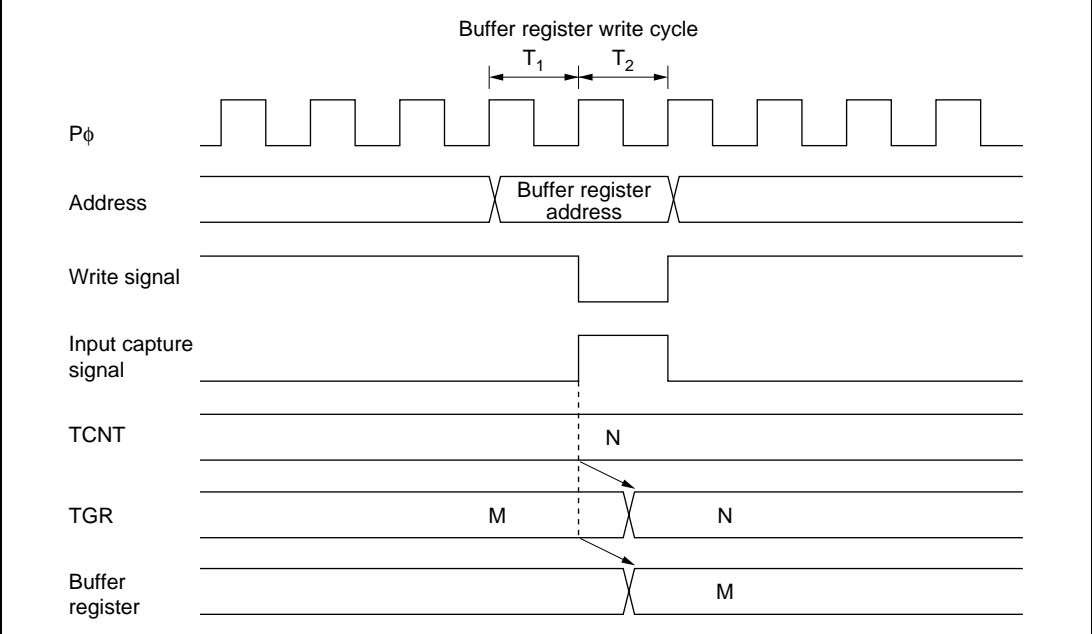 Buffer register write cycle
T1 T2
Pϕ
Address
Buffer register
address
Write signal
Input capture
signal
TCNT
N
TGR
M N
Buffer
register
M